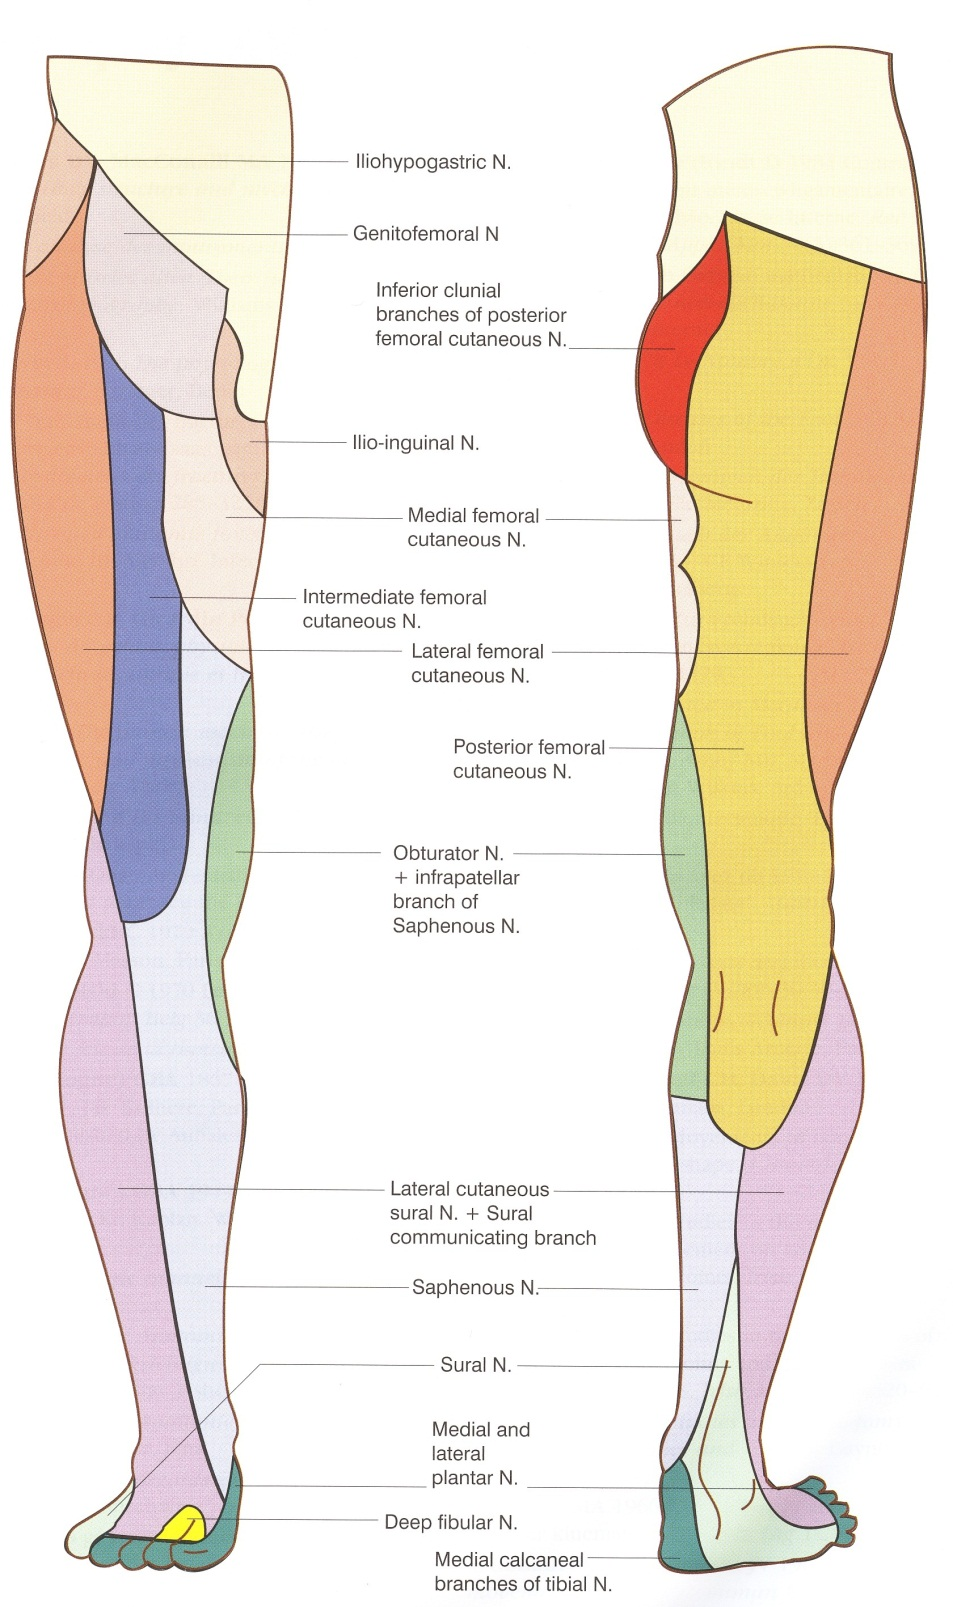 Iliohypogastric N.
Genitofemoral N
Inferior clunial
branches of posterior
femoral cutaneous N.
Ilio-inguinal N.
Medial femoral
cutaneous N.
Intermediate femoral
cutaneous N.
Lateral femoral
cutaneous N.
Posterior femoral
cutaneous N.
Obturator N.
+ infrapatellar
branch of
Saphenous N.
Lateral cutaneous
sural N. + Sural
communicating branch
Saphenous N.
Sural N.
Medial and
lateral
plantar N.
Deep fibular N.
Medial calcaneal
branches of tibial N.